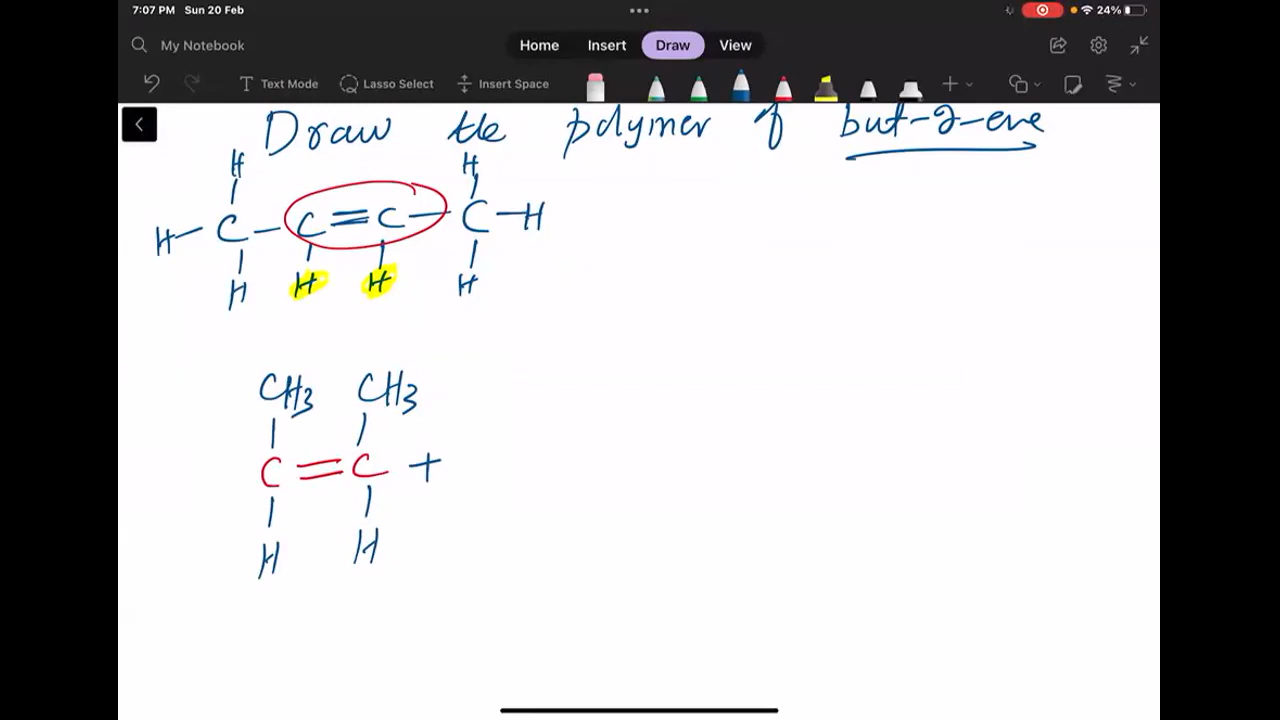 7:07 PM Sun 20 Feb
24%
My Notebook
Home Insert Draw View
Text Mode Lasso Select Insert Space
Draw the polymer of but-2-ene
H H
H C C C C H
H H H H
CH3 CH3
C = C +
H H